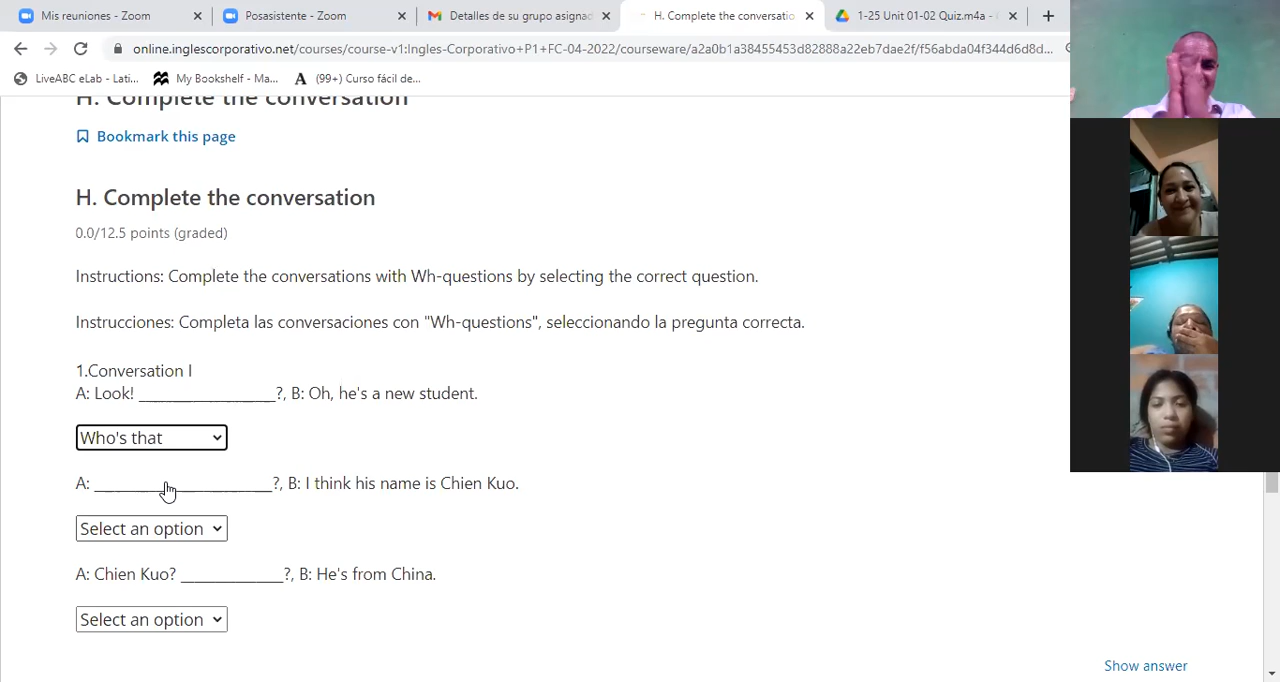 Mis reuniones - Zoom
Posasistente - Zoom
Detalles de su grupo asignad
H. Complete the conversatio
1-25 Unit 01-02 Quiz.m4a -
online.inglescorporativo.net/courses/course-v1:Ingles-Corporativo+P1+FC-04-2022/courseware/a2a0b1a38455453d82888a22eb7dae2f/f56abda04f344d6d8d...
LiveABC eLab - Lati...
My Bookshelf - Ma...
(99+) Curso fácil de...
H. Complete the conversation
Bookmark this page
H. Complete the conversation
0.0/12.5 points (graded)
Instructions: Complete the conversations with Wh-questions by selecting the correct question.
Instrucciones: Completa las conversaciones con "Wh-questions", seleccionando la pregunta correcta.
1.Conversation I
A: Look! ________________?, B: Oh, he's a new student.
Who's that
A: _____________________?, B: I think his name is Chien Kuo.
Select an option
A: Chien Kuo? ____________?, B: He's from China.
Select an option
Show answer